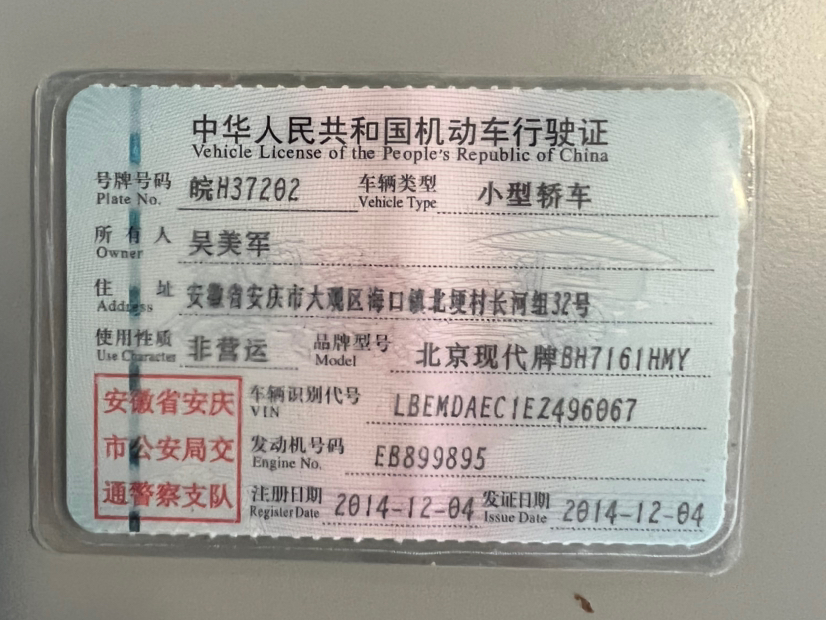 中华人民共和国机动车行驶证
Vehicle License of the People's Republic of China
号牌号码 皖H37202 车辆类型 小型轿车
Plate No. Vehicle Type
所有人 吴美军
Owner
住址 安徽省安庆市大观区海口镇北埂村长河组32号
Address
使用性质 非营运 品牌型号 北京现代牌BH7161HMY
Use Character Model
安徽省安庆 车辆识别代号 LBEMDAEC1EZ496067
VIN
市公安局交 发动机号码 EB899895
Engine No.
通警察支队 注册日期 2014-12-04 发证日期 2014-12-04
Register Date Issue Date